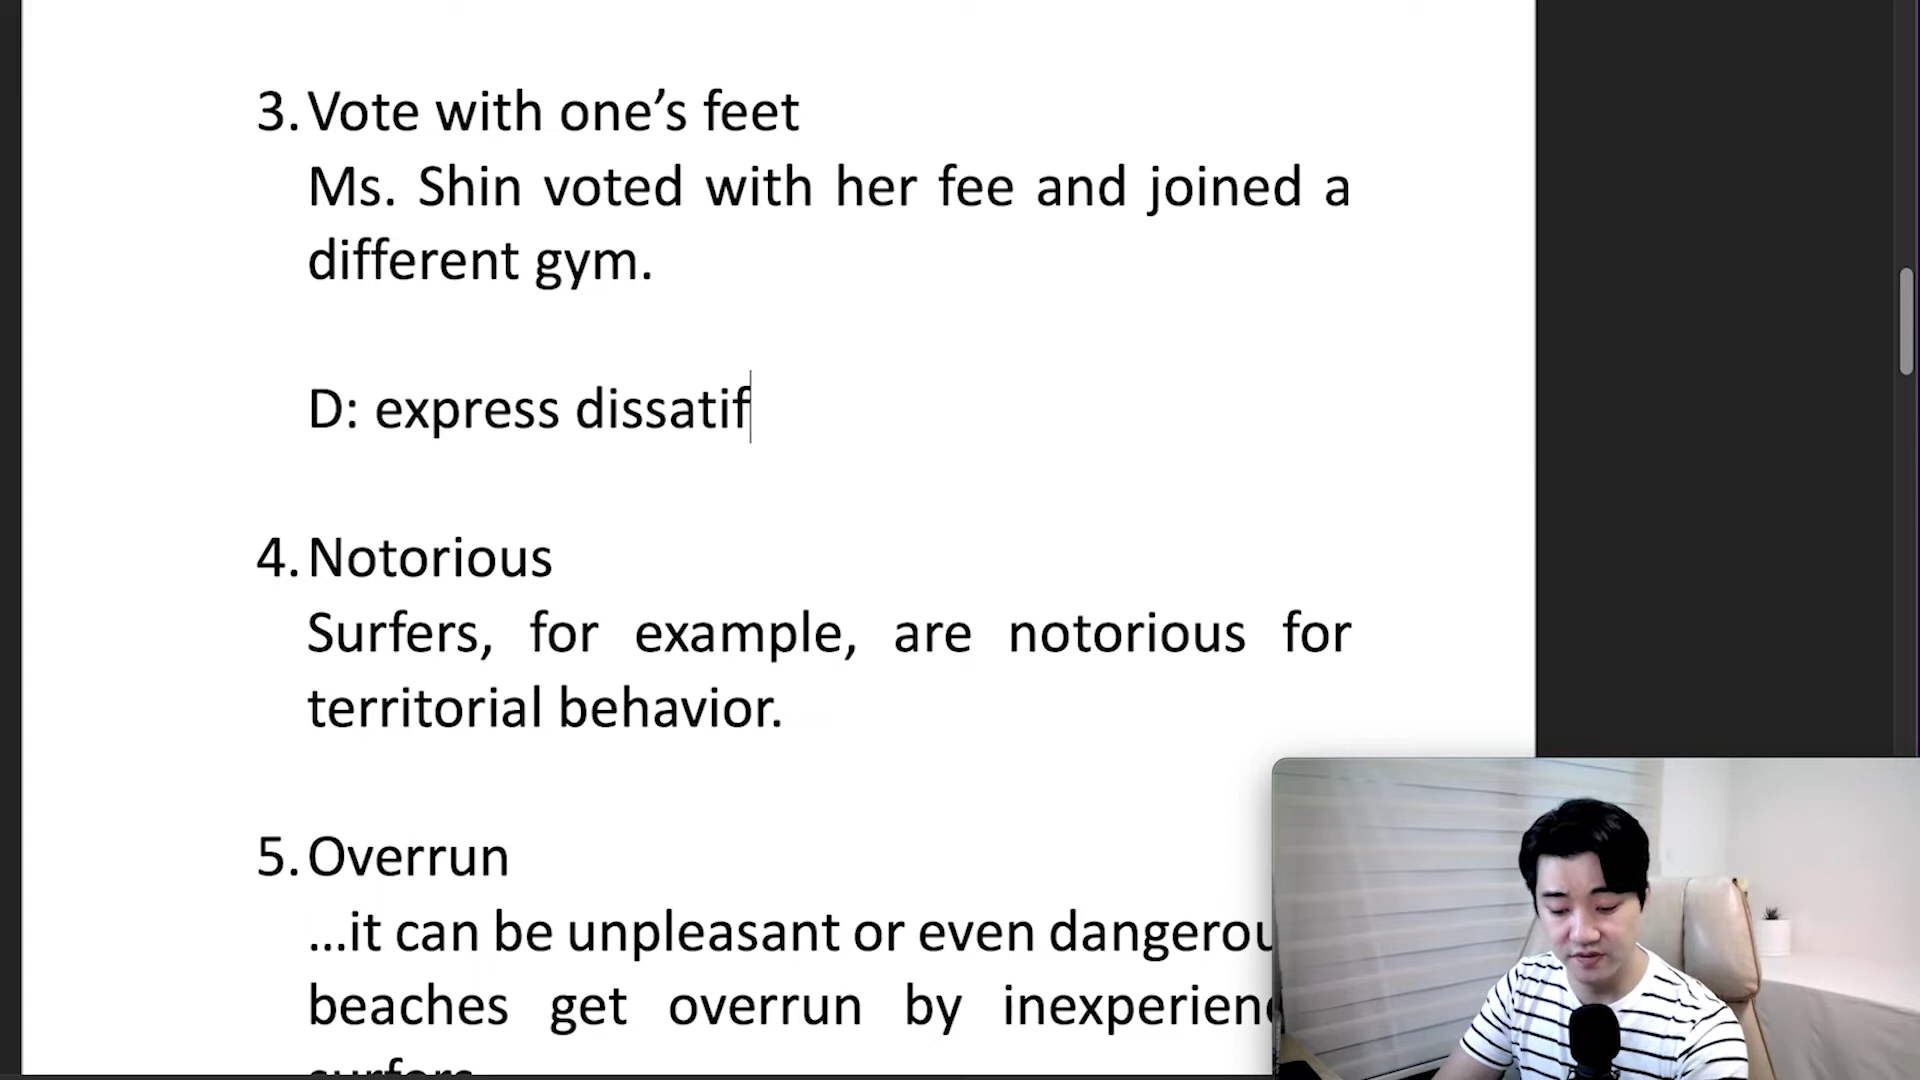 3. Vote with one’s feet
Ms. Shin voted with her fee and joined a
different gym.
D: express dissatif
4. Notorious
Surfers, for example, are notorious for
territorial behavior.
5. Overrun
...it can be unpleasant or even
beaches get overrun by